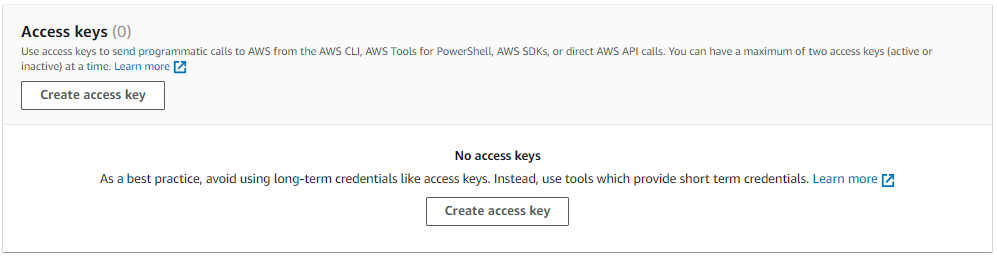 Access keys (0)
Use access keys to send programmatic calls to AWS from the AWS CLI, AWS Tools for PowerShell, AWS SDKs, or direct AWS API calls. You can have a maximum of two access keys (active or
inactive) at a time. Learn more
Create access key
No access keys
As a best practice, avoid using long-term credentials like access keys. Instead, use tools which provide short term credentials. Learn more
Create access key